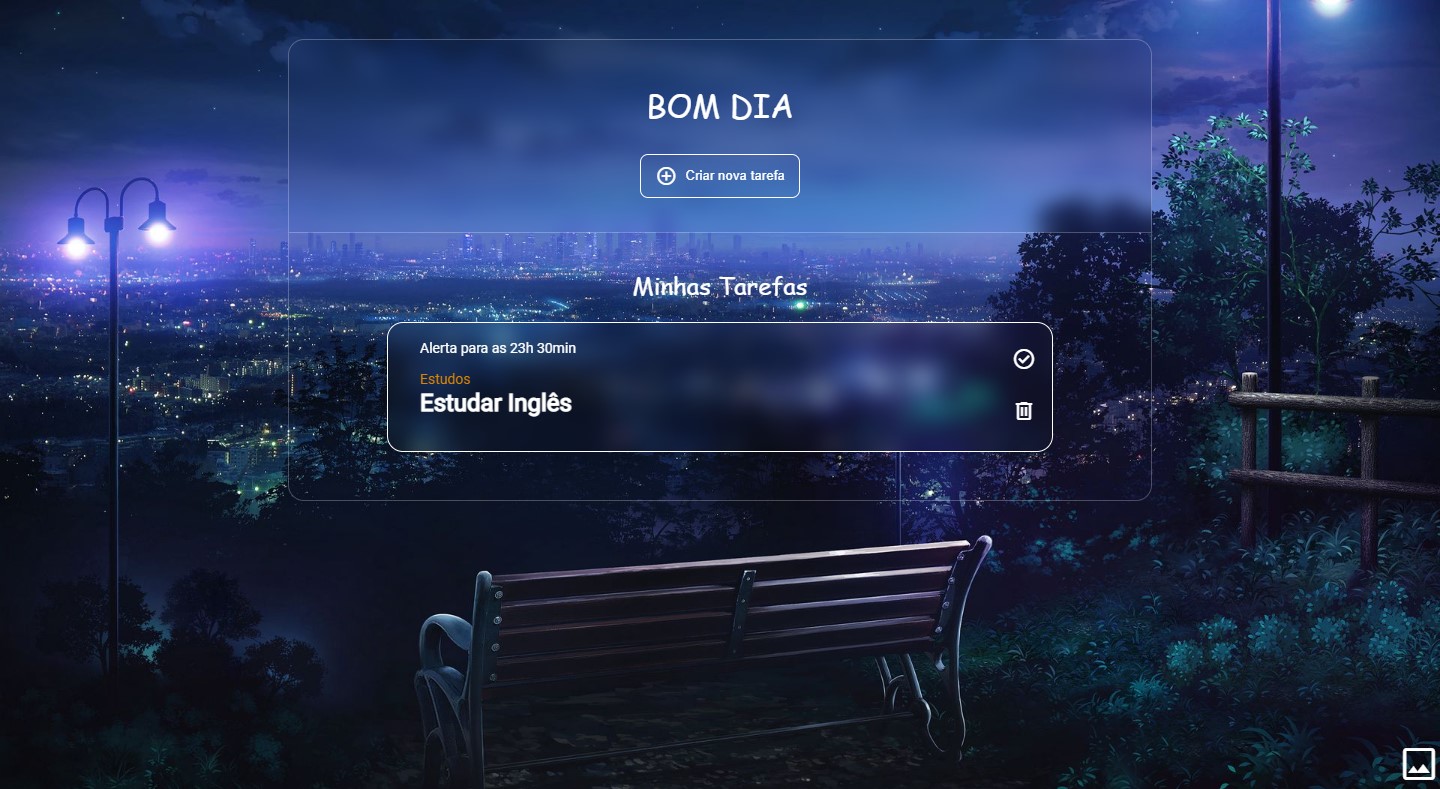 BOM DIA
Criar nova tarefa
Minhas Tarefas
Alerta para as 23h 30min
Estudos
Estudar Inglês